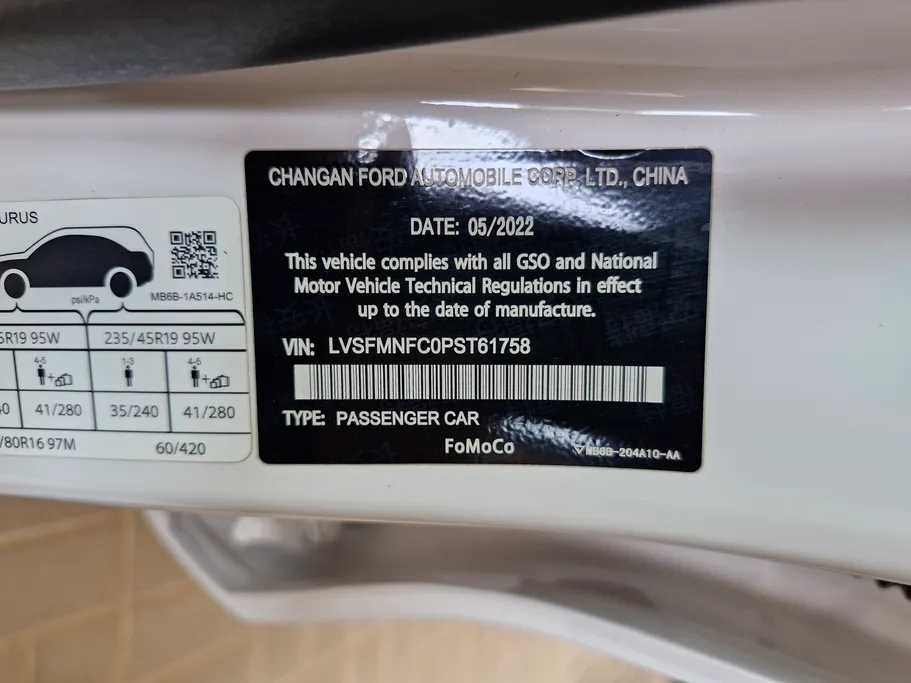 URUS
psi/kPa
MB6B-1A514-HC
5R19 95W
235/45R19 95W
4-5
1-3
4-5
41/280
35/240
41/280
/80R16 97M
60/420
CHANGAN FORD AUTOMOBILE CORP, LTD., CHINA
DATE: 05/2022
This vehicle complies with all GSO and National
Motor Vehicle Technical Regulations in effect
up to the date of manufacture.
VIN: LVSFMNFC0PST61758
TYPE: PASSENGER CAR
FoMoCo
MB6B-204A10-AA